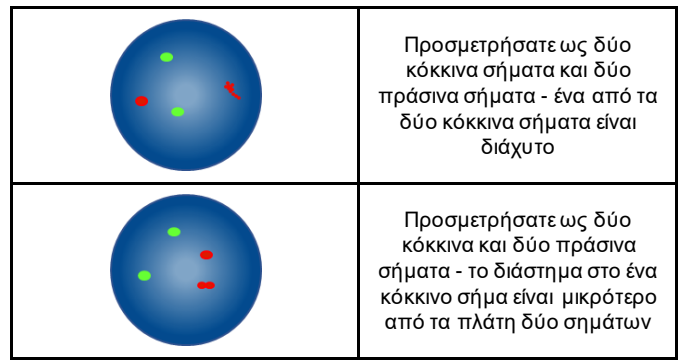 Προσμετρήσατε ως δύο
κόκκινα σήματα και δύο
πράσινα σήματα - ένα από τα
δύο κόκκινα σήματα είναι
διάχυτο
Προσμετρήσατε ως δύο
κόκκινα και δύο πράσινα
σήματα - το διάστημα στο ένα
κόκκινο σήμα είναι μικρότερο
από τα πλάτη δύο σημάτων